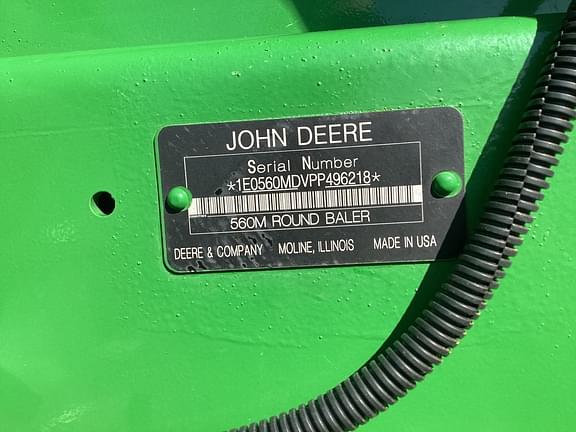 JOHN DEERE
Serial Number
*1E0560MDVPP496218*
560M ROUND BALER
DEERE & COMPANY MOLINE, ILLINOIS MADE IN USA